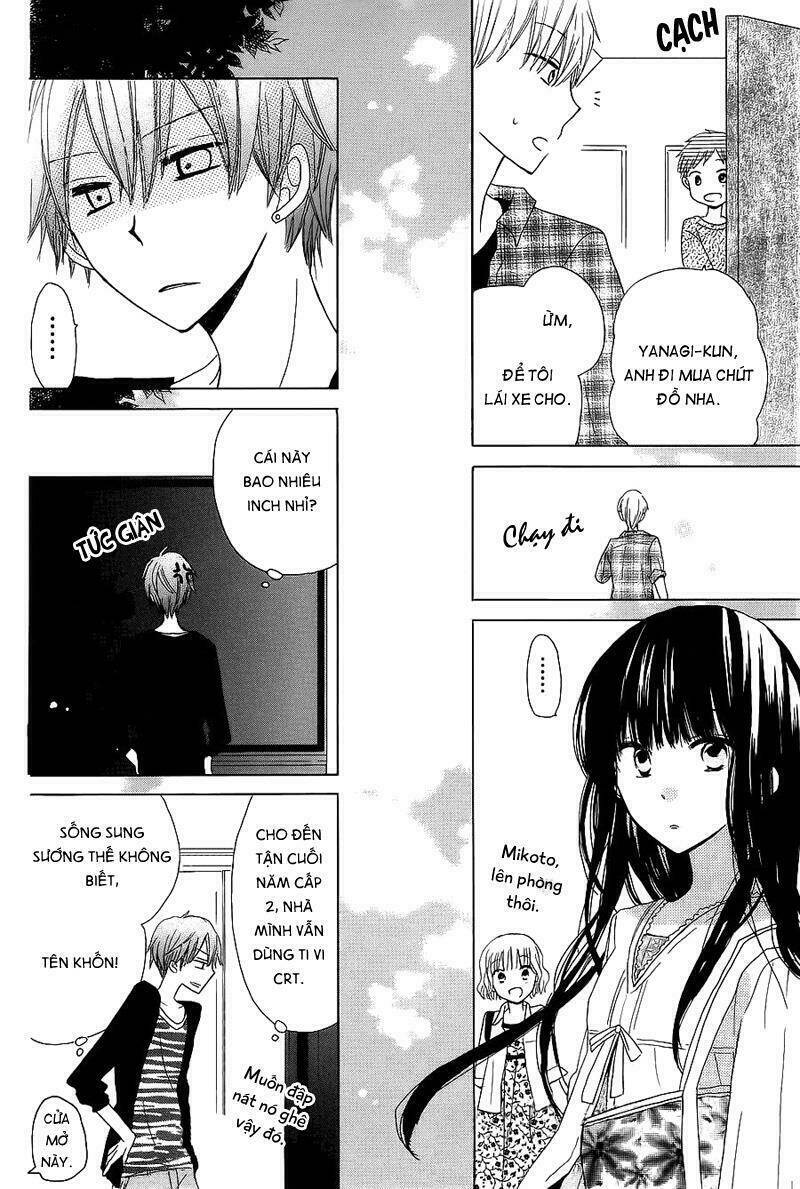 CẠCH
YANAGI-KUN,
ANH ĐI MUA CHÚT
ĐỒ NHA.
ỪM,
ĐỂ TÔI
LÁI XE CHO.
Chạy đi
......
Mikoto,
lên phòng
thôi.
......
CÁI NÀY
BAO NHIÊU
INCH NHỈ?
TỨC GIẬN
CHO ĐẾN
TẬN CUỐI
NĂM CẤP
2, NHÀ
MÌNH VẪN
DÙNG TI VI
CRT.
SỐNG SUNG
SƯỚNG THẾ KHÔNG
BIẾT,
TÊN KHỐN!
Muốn đập
nát nó ghê
vậy đó.
CỬA
MỞ
NÀY.